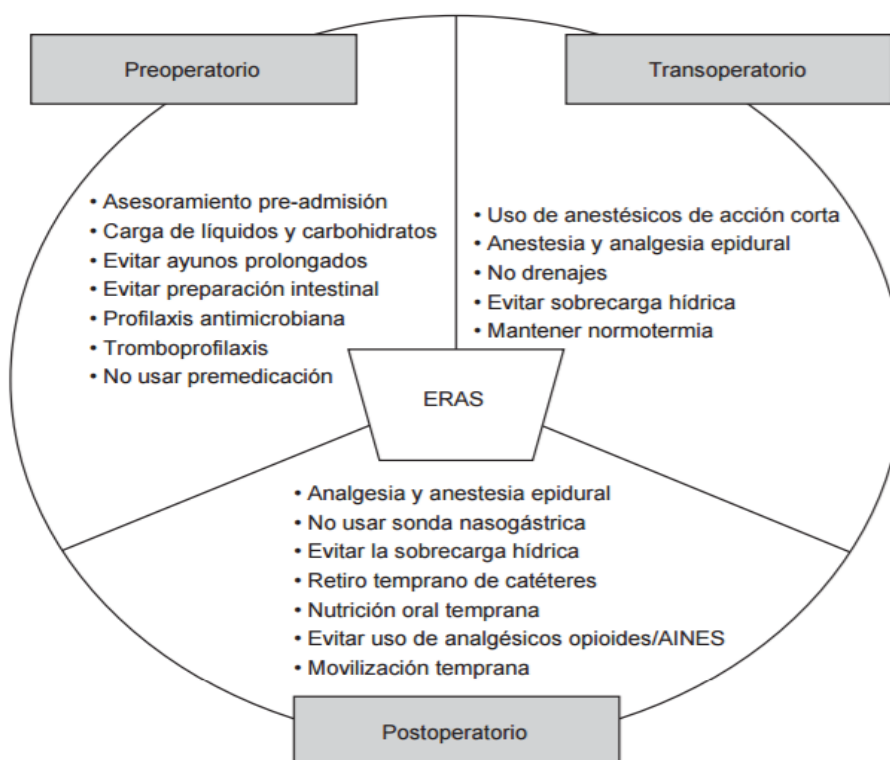 Preoperatorio
• Asesoramiento pre-admisión
• Carga de líquidos y carbohidratos
• Evitar ayunos prolongados
• Evitar preparación intestinal
• Profilaxis antimicrobiana
• Tromboprofilaxis
• No usar premedicación
Transoperatorio
• Uso de anestésicos de acción corta
• Anestesia y analgesia epidural
• No drenajes
• Evitar sobrecarga hídrica
• Mantener normotermia
ERAS
• Analgesia y anestesia epidural
• No usar sonda nasogástrica
• Evitar la sobrecarga hídrica
• Retiro temprano de catéteres
• Nutrición oral temprana
• Evitar uso de analgésicos opioides/AINES
• Movilización temprana
Postoperatorio